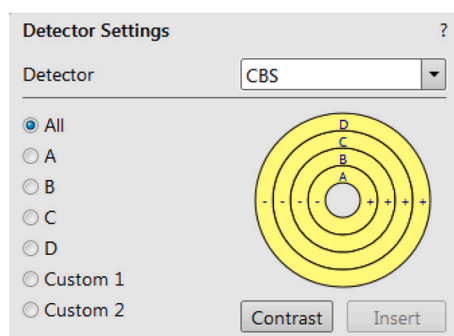 Detector Settings ?
Detector CBS
All
A
B
C
D
Custom 1
Custom 2
D
C
B
A
- - - - + + + +
Contrast Insert